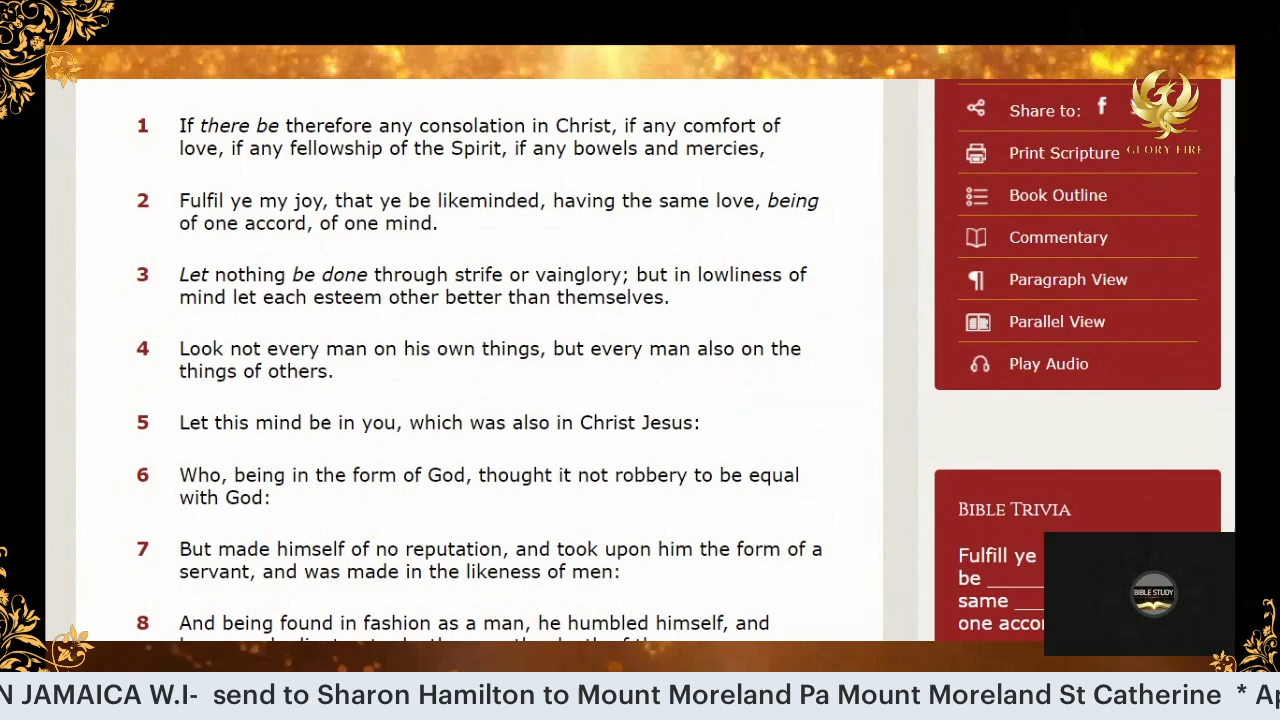 1 If there be therefore any consolation in Christ, if any comfort of
love, if any fellowship of the Spirit, if any bowels and mercies,
2 Fulfil ye my joy, that ye be likeminded, having the same love, being
of one accord, of one mind.
3 Let nothing be done through strife or vainglory; but in lowliness of
mind let each esteem other better than themselves.
4 Look not every man on his own things, but every man also on the
things of others.
5 Let this mind be in you, which was also in Christ Jesus:
6 Who, being in the form of God, thought it not robbery to be equal
with God:
7 But made himself of no reputation, and took upon him the form of a
servant, and was made in the likeness of men:
8 And being found in fashion as a man, he humbled himself, and
Share to:
GLORY FIRE
Print Scripture
Book Outline
Commentary
Paragraph View
Parallel View
Play Audio
BIBLE TRIVIA
Fulfill ye
be ____
same ___
one accor
BIBLE STUDY
N JAMAICA W.I- send to Sharon Hamilton to Mount Moreland Pa Mount Moreland St Catherine * Ap